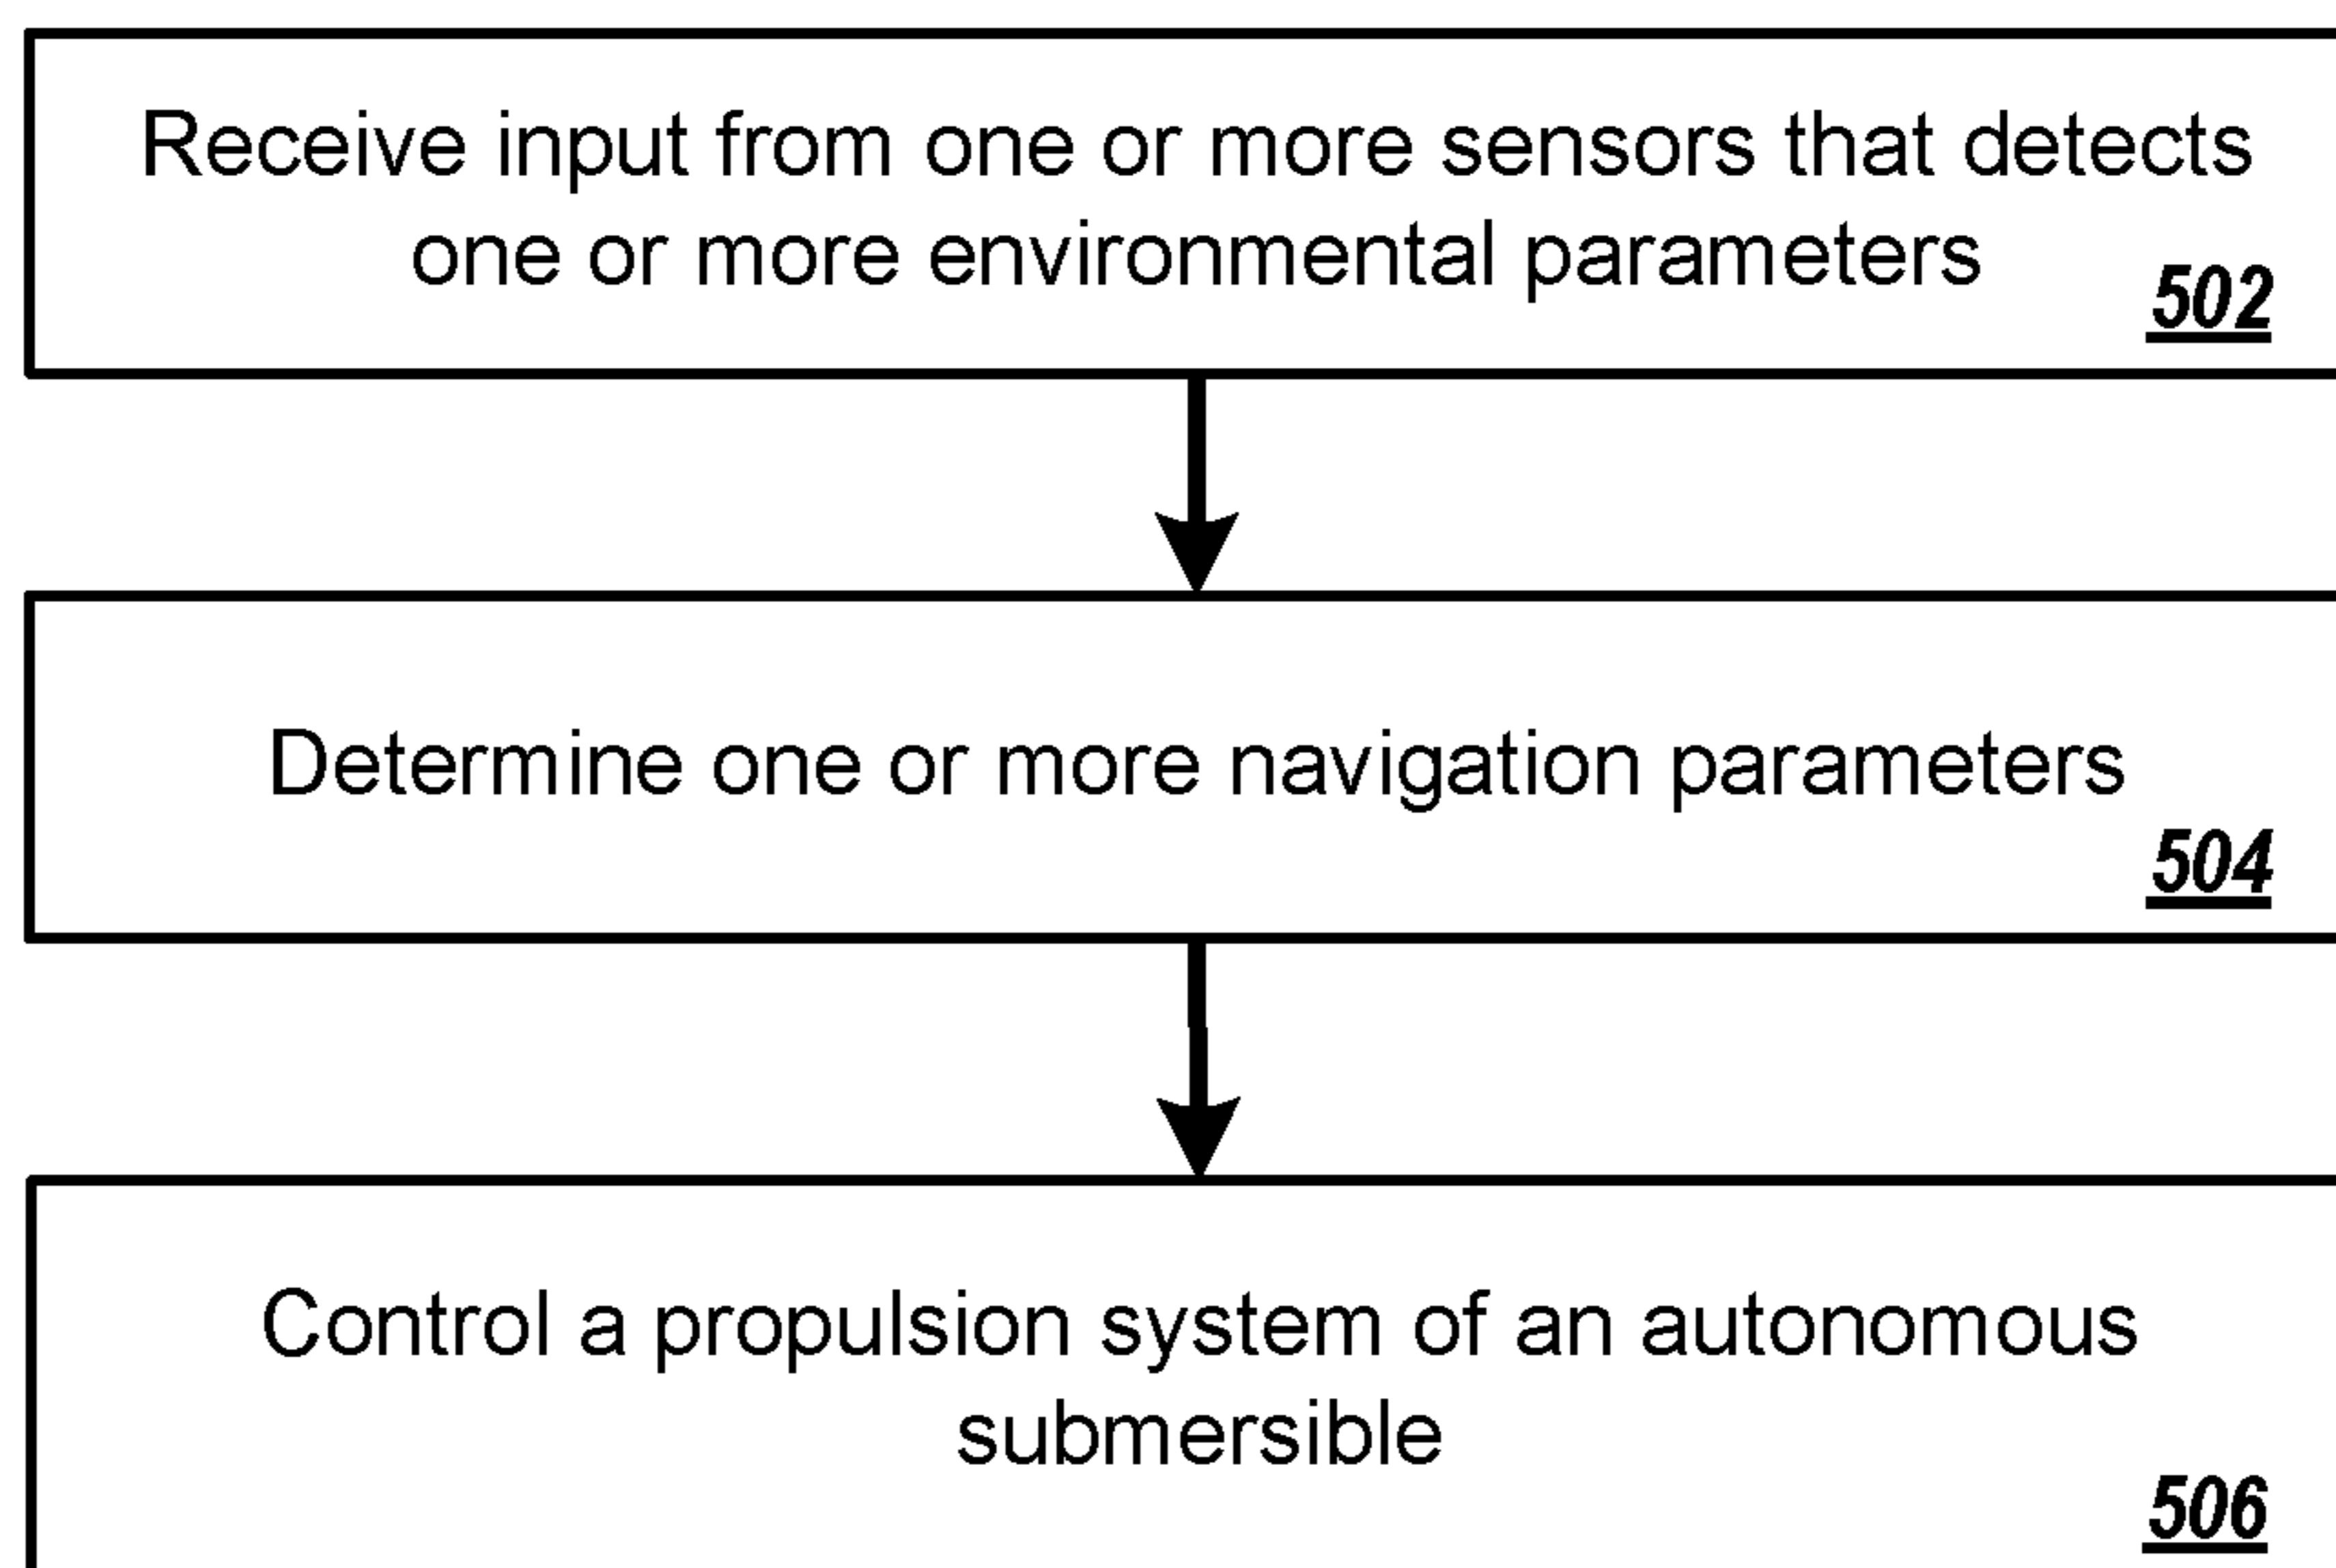 Receive input from one or more sensors that detects
one or more environmental parameters
502
Determine one or more navigation parameters
504
Control a propulsion system of an autonomous
submersible
506